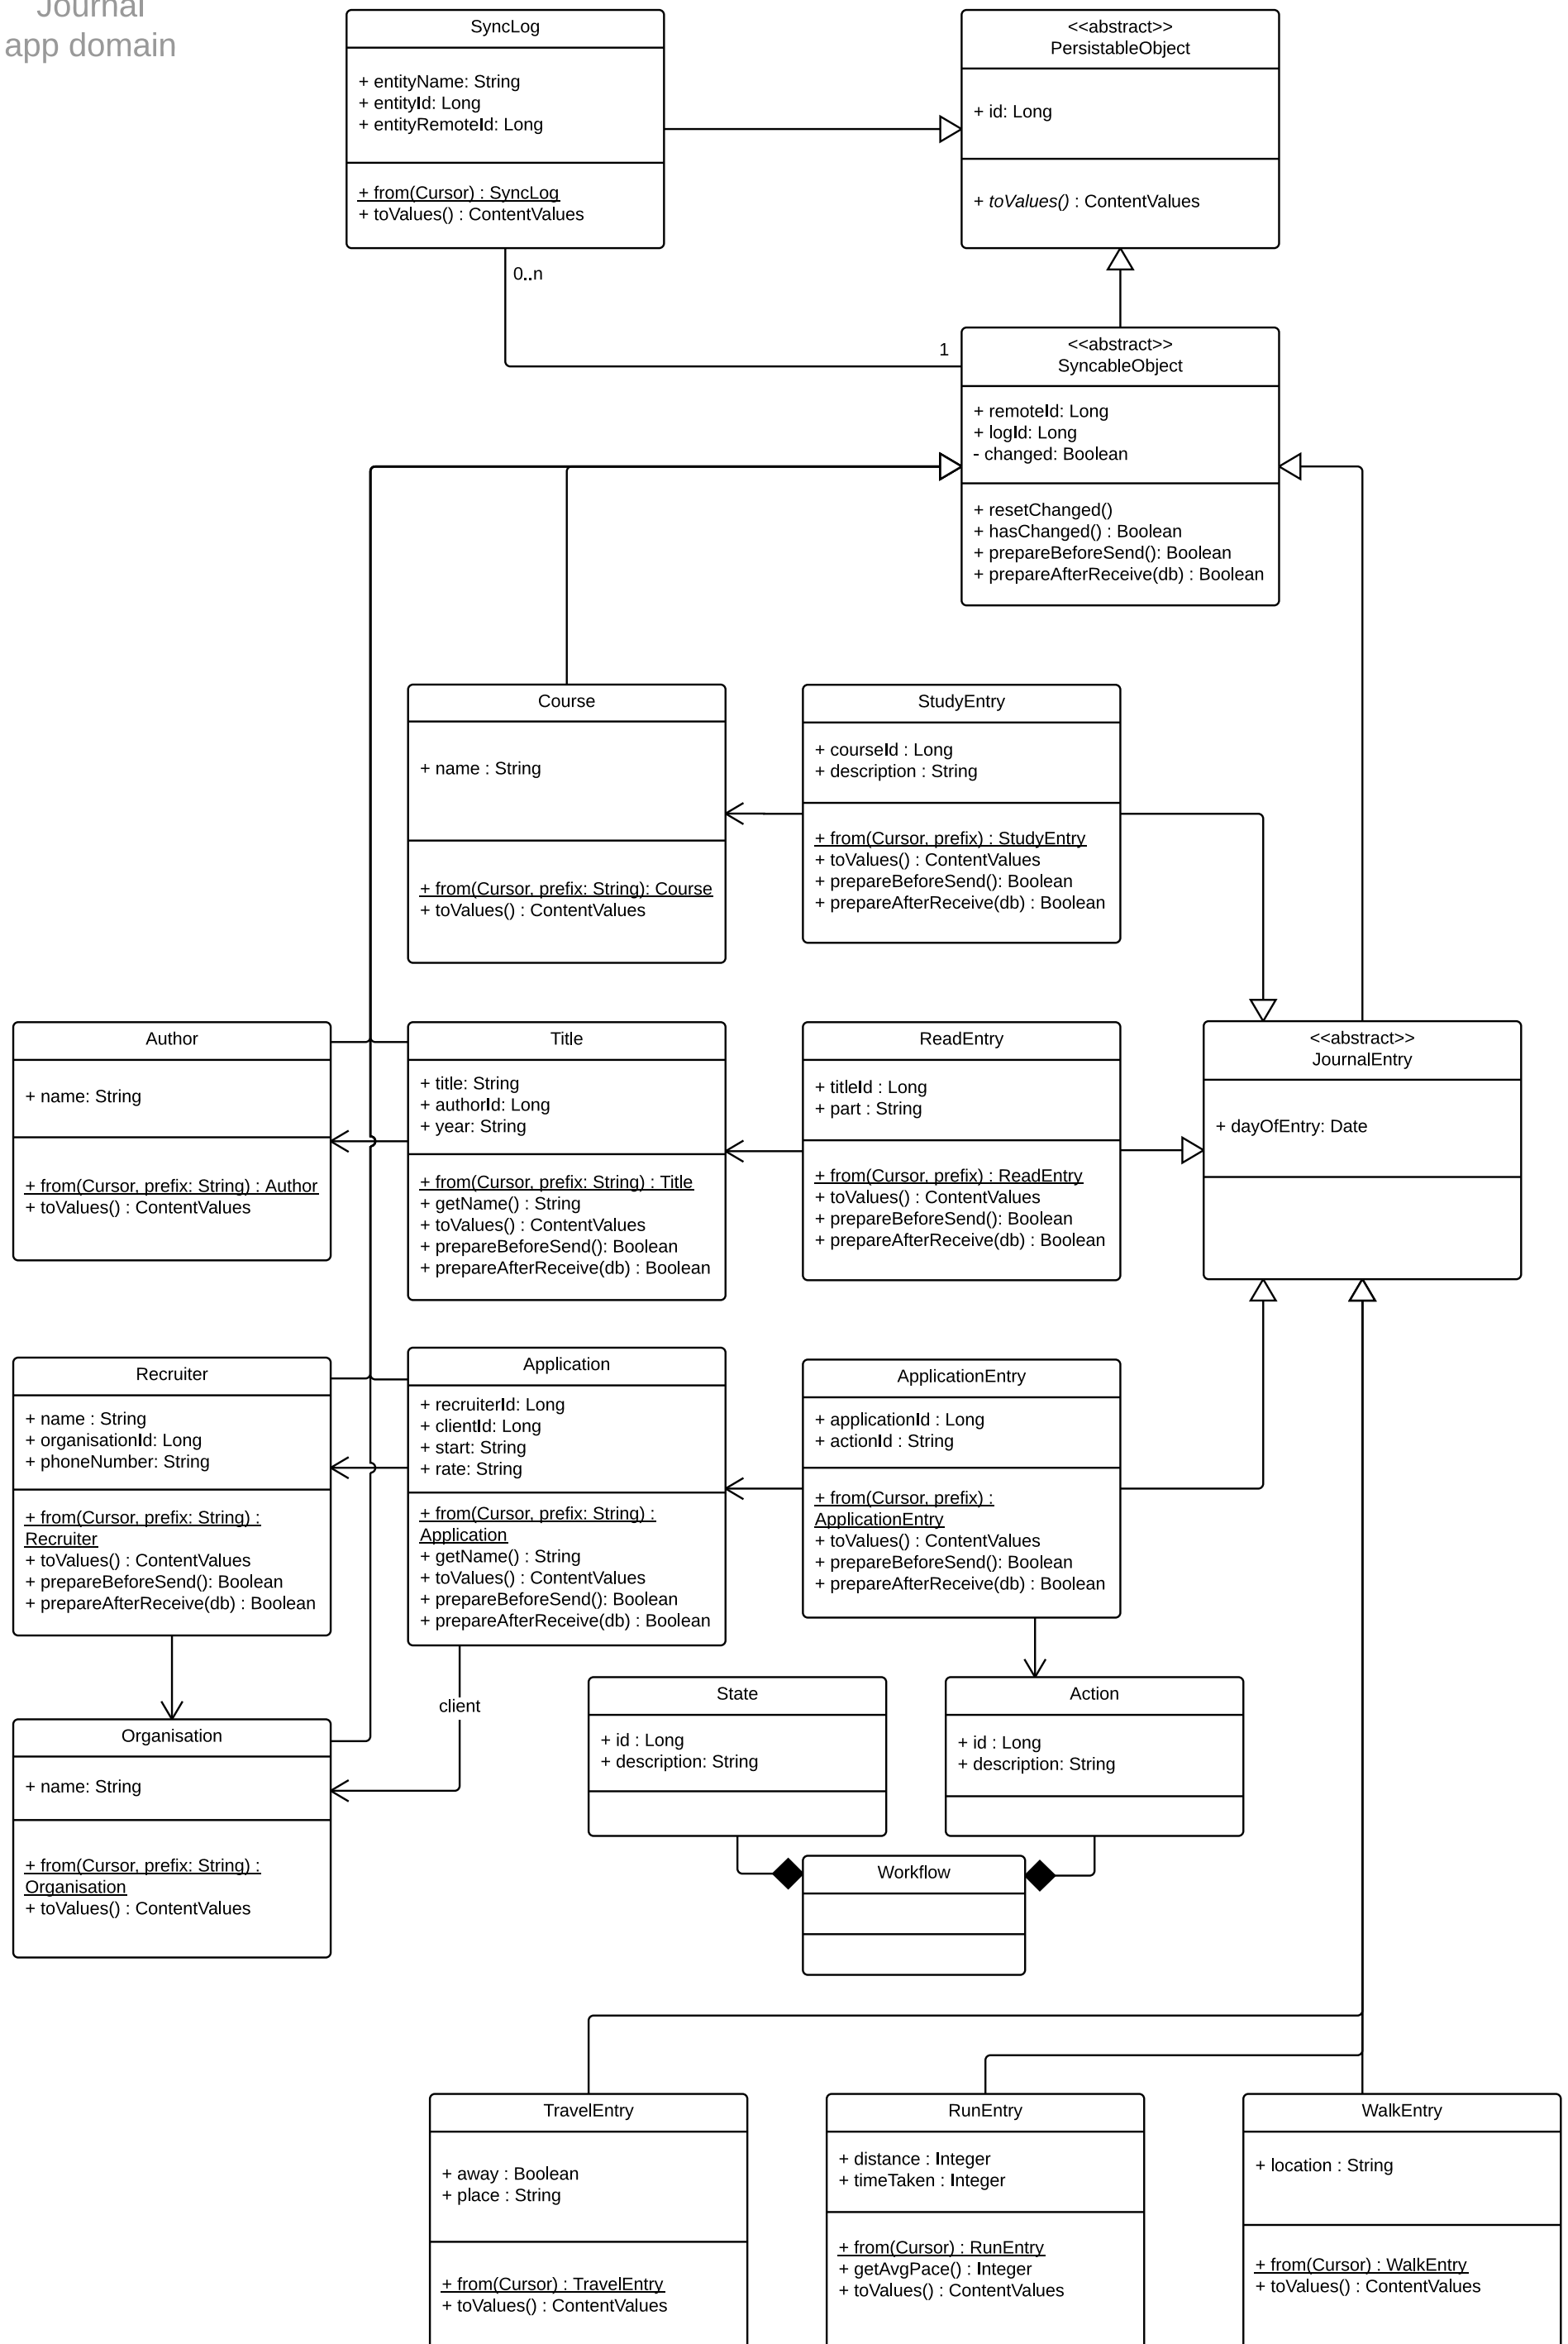 Journal
app domain
SyncLog
+ entityName: String
+ entityId: Long
+ entityRemoteId: Long
+ from(Cursor) : SyncLog
+ toValues() : ContentValues
<<abstract>>
PersistableObject
+ id: Long
+ toValues() : ContentValues
0..n
1
<<abstract>>
SyncableObject
+ remoteId: Long
+ logId: Long
- changed: Boolean
+ resetChanged()
+ hasChanged() : Boolean
+ prepareBeforeSend(): Boolean
+ prepareAfterReceive(db) : Boolean
Course
+ name : String
+ from(Cursor, prefix: String): Course
+ toValues() : ContentValues
StudyEntry
+ courseId : Long
+ description : String
+ from(Cursor, prefix) : StudyEntry
+ toValues() : ContentValues
+ prepareBeforeSend(): Boolean
+ prepareAfterReceive(db) : Boolean
Author
+ name: String
+ from(Cursor, prefix: String) : Author
+ toValues() : ContentValues
Title
+ title: String
+ authorId: Long
+ year: String
+ from(Cursor, prefix: String) : Title
+ getName() : String
+ toValues() : ContentValues
+ prepareBeforeSend(): Boolean
+ prepareAfterReceive(db) : Boolean
ReadEntry
+ titleId : Long
+ part : String
+ from(Cursor, prefix) : ReadEntry
+ toValues() : ContentValues
+ prepareBeforeSend(): Boolean
+ prepareAfterReceive(db) : Boolean
<<abstract>>
JournalEntry
+ dayOfEntry: Date
Recruiter
+ name : String
+ organisationId: Long
+ phoneNumber: String
+ from(Cursor, prefix: String) :
Recruiter
+ toValues() : ContentValues
+ prepareBeforeSend(): Boolean
+ prepareAfterReceive(db) : Boolean
Application
+ recruiterId: Long
+ clientId: Long
+ start: String
+ rate: String
+ from(Cursor, prefix: String) :
Application
+ getName() : String
+ toValues() : ContentValues
+ prepareBeforeSend(): Boolean
+ prepareAfterReceive(db) : Boolean
ApplicationEntry
+ applicationId : Long
+ actionId : String
+ from(Cursor, prefix) :
ApplicationEntry
+ toValues() : ContentValues
+ prepareBeforeSend(): Boolean
+ prepareAfterReceive(db) : Boolean
client
Organisation
+ name: String
+ from(Cursor, prefix: String) :
Organisation
+ toValues() : ContentValues
State
+ id : Long
+ description: String
Action
+ id : Long
+ description: String
Workflow
TravelEntry
+ away : Boolean
+ place : String
+ from(Cursor) : TravelEntry
+ toValues() : ContentValues
RunEntry
+ distance : Integer
+ timeTaken : Integer
+ from(Cursor) : RunEntry
+ getAvgPace() : Integer
+ toValues() : ContentValues
WalkEntry
+ location : String
+ from(Cursor) : WalkEntry
+ toValues() : ContentValues